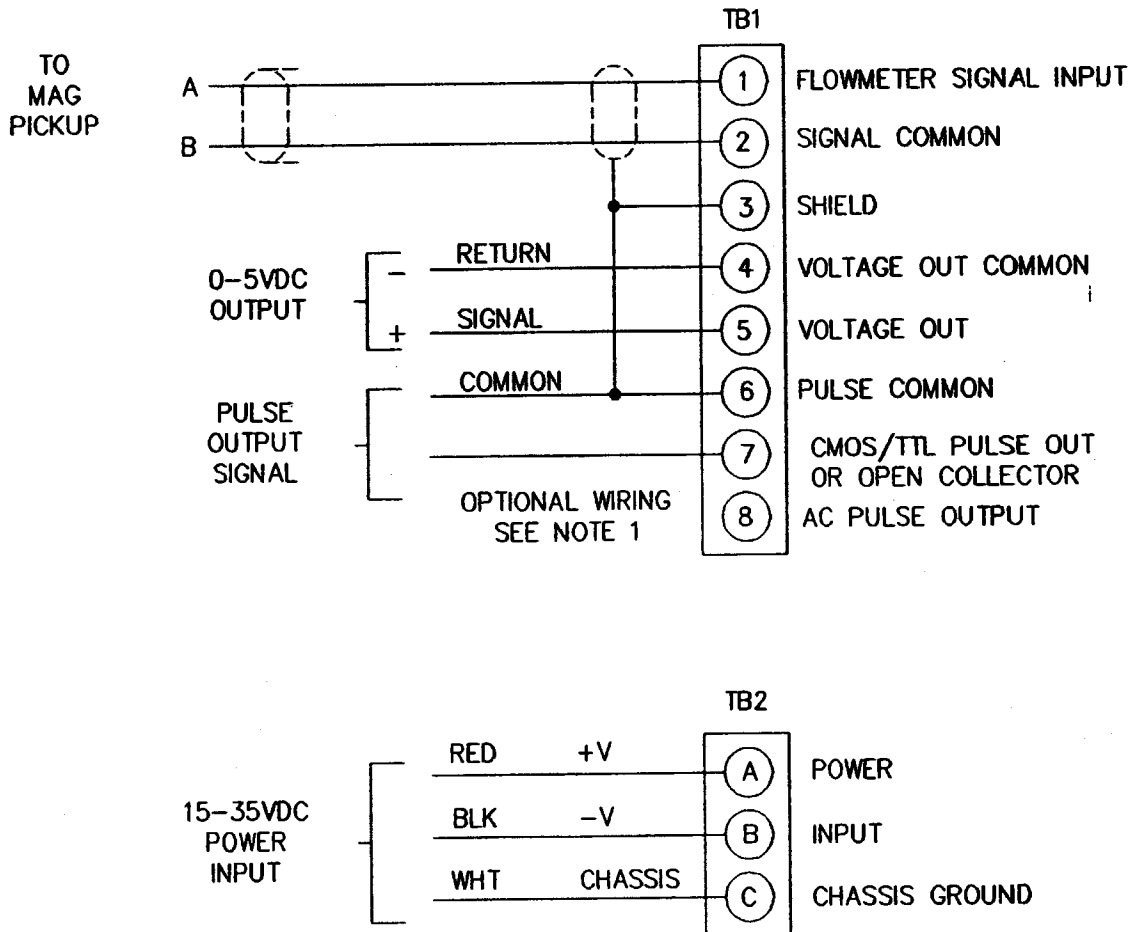 TB1
TO
MAG
PICKUP
A
B
1 FLOWMETER SIGNAL INPUT
2 SIGNAL COMMON
3 SHIELD
0-5VDC
OUTPUT
- RETURN
4 VOLTAGE OUT COMMON
+ SIGNAL
5 VOLTAGE OUT
PULSE
OUTPUT
SIGNAL
COMMON
6 PULSE COMMON
7 CMOS/TTL PULSE OUT
OR OPEN COLLECTOR
OPTIONAL WIRING
SEE NOTE 1
8 AC PULSE OUTPUT
TB2
15-35VDC
POWER
INPUT
RED +V
A POWER
BLK -V
B INPUT
WHT CHASSIS
C CHASSIS GROUND